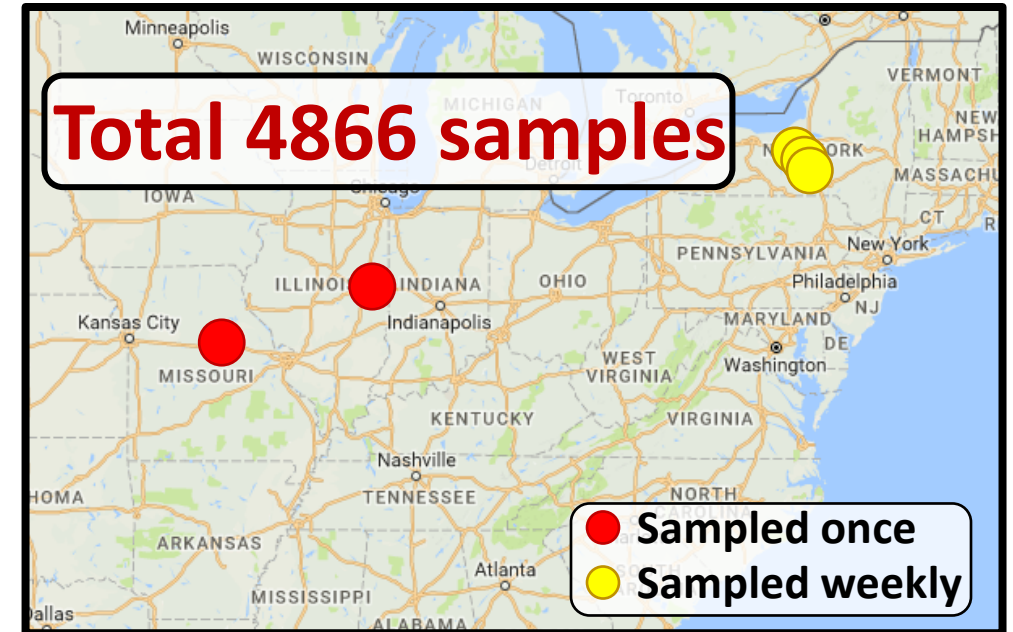 Minneapolis
WISCONSIN
VERMONT
MICHIGAN
Toronto
NEW
HAMPSH
Total 4866 samples
N
ORK
Detroit
MASSACHU
Chicago
IOWA
CT
R
New York
PENNSYLVANIA
ILLINOI
INDIANA
OHIO
Philadelphia
NJ
Kansas City
Indianapolis
MARYLAND
DE
WEST
VIRGINIA
Washington
MISSOURI
KENTUCKY
VIRGINIA
Nashville
TENNESSEE
HOMA
NORTH
CAROLINA
Sampled once
ARKANSAS
Atlanta
Sampled weekly
MISSISSIPPI
Dallas
ALABAMA